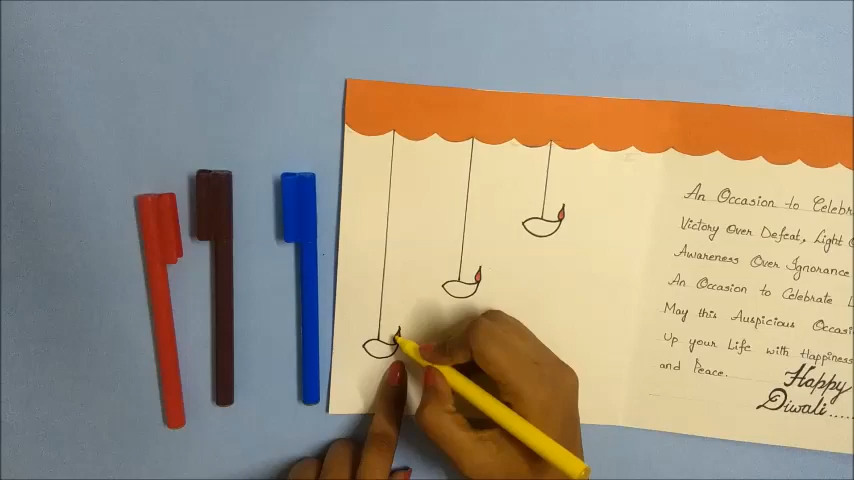 An Occasion to Celebr
Victory Over Defeat, Light
Awareness Over Ignorance
An Occasion to Celebrate
May this Auspicious Occasi
up your Life with Happiness
and Peace.
Happy
Diwali.....